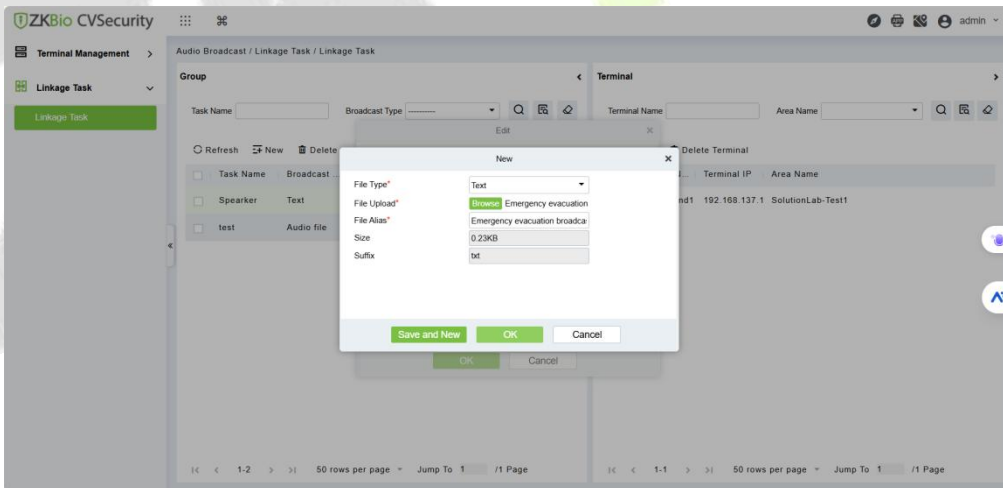 ZKBio CVSecurity
admin
Terminal Management
Linkage Task
Linkage Task
Audio Broadcast / Linkage Task / Linkage Task
Group
Task Name
Broadcast Type ----------
Refresh New Delete
Task Name Broadcast ...
Spearker Text
test Audio file
1-2 50 rows per page Jump To 1 /1 Page
Terminal
Terminal Name
Area Name
Delete Terminal
Terminal IP Area Name
nd1 192.168.137.1 SolutionLab-Test1
1-1 50 rows per page Jump To 1 /1 Page
Edit
OK Cancel
New
File Type* Text
File Upload* Browse Emergency evacuation
File Alias* Emergency evacuation broadca
Size 0.23KB
Suffix txt
Save and New OK Cancel